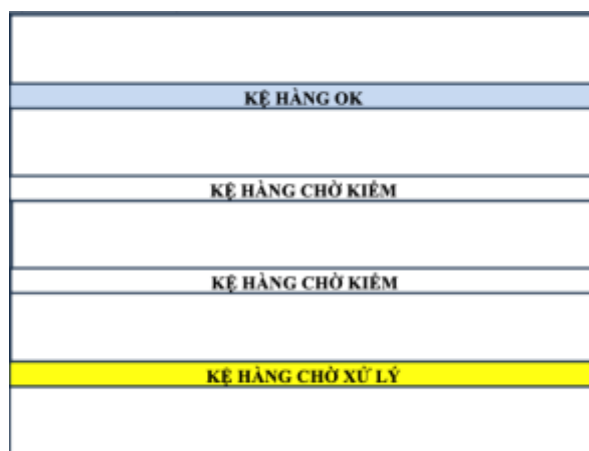 KỆ HÀNG OK
KỆ HÀNG CHỜ KIỂM
KỆ HÀNG CHỜ KIỂM
KỆ HÀNG CHỜ XỬ LÝ